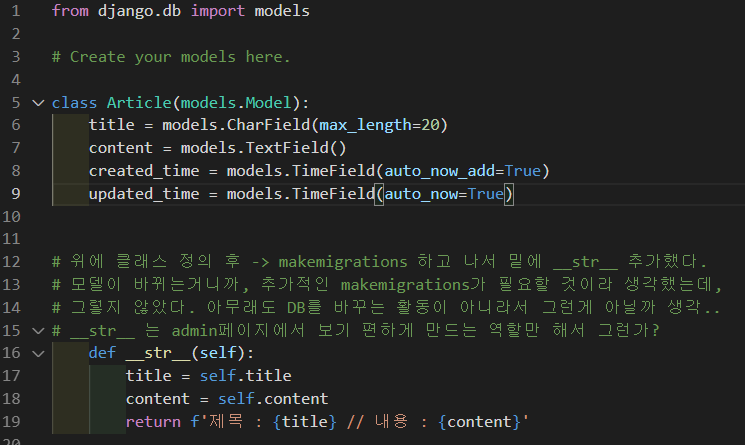 1 from django.db import models
2
3 # Create your models here.
4
5 class Article(models.Model):
6     title = models.CharField(max_length=20)
7     content = models.TextField()
8     created_time = models.TimeField(auto_now_add=True)
9     updated_time = models.TimeField(auto_now=True)
10
11
12 # 위에 클래스 정의 후 -> makemigrations 하고 나서 밑에 __str__ 추가했다.
13 # 모델이 바뀌는거니까, 추가적인 makemigrations가 필요할 것이라 생각했는데,
14 # 그렇지 않았다. 아무래도 DB를 바꾸는 활동이 아니라서 그런게 아닐까 생각..
15 # __str__ 는 admin페이지에서 보기 편하게 만드는 역할만 해서 그런가?
16     def __str__(self):
17         title = self.title
18         content = self.content
19         return f'제목 : {title} // 내용 : {content}'
20